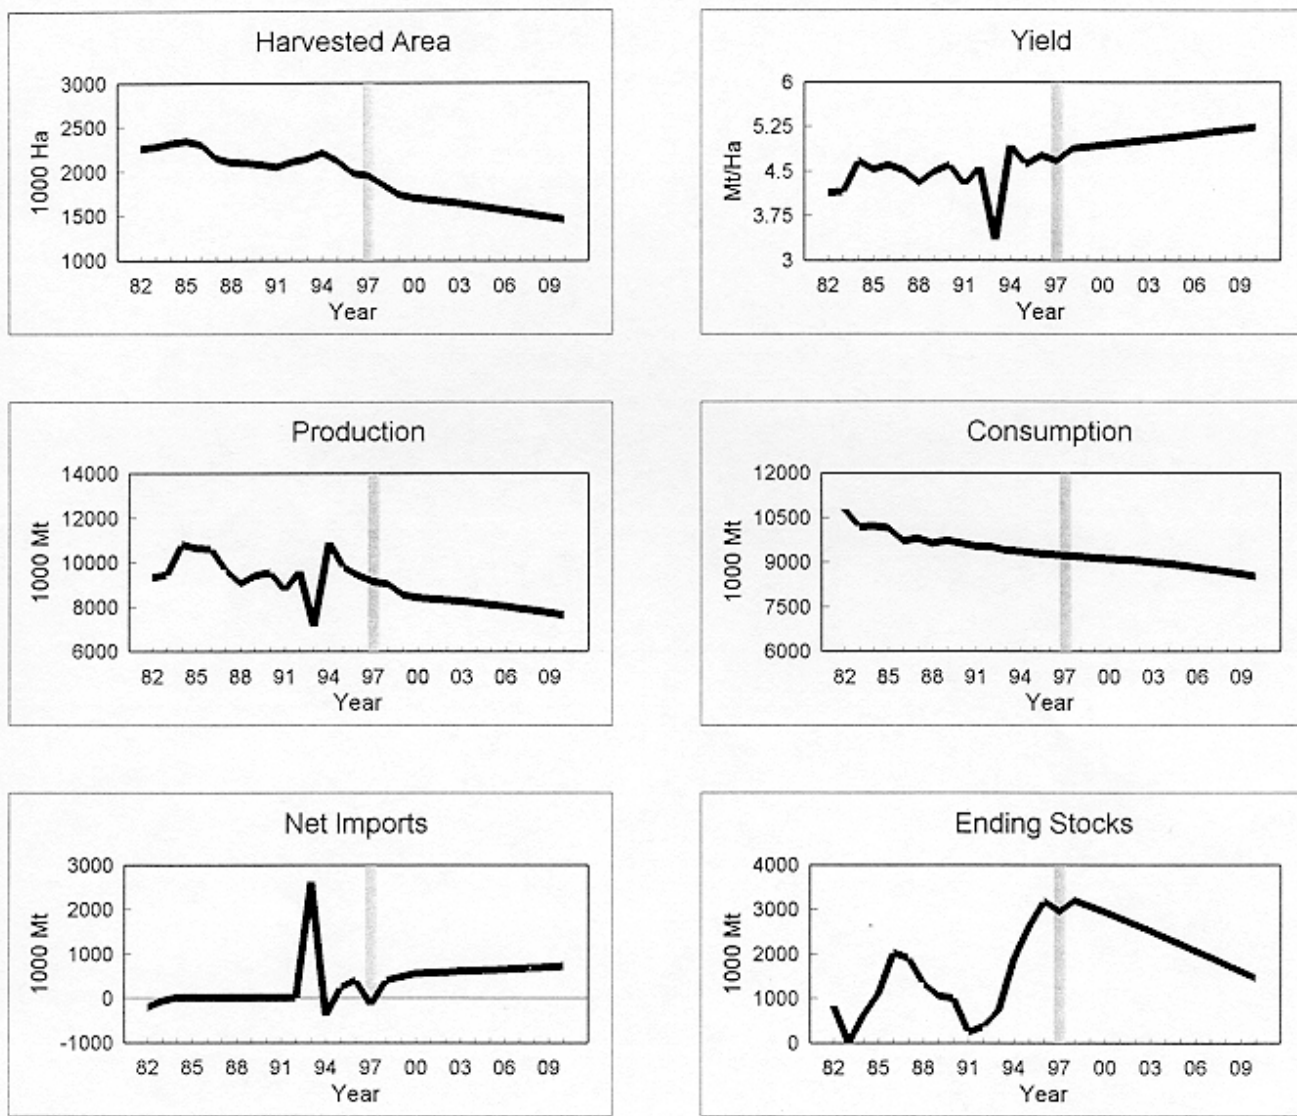 Harvested Area
3000
2500
2000
1500
1000
1000 Ha
82 85 88 91 94 97 00 03 06 09
Year
Yield
6
5.25
4.5
3.75
3
Mt/Ha
82 85 88 91 94 97 00 03 06 09
Year
Production
14000
12000
10000
8000
6000
1000 Mt
82 85 88 91 94 97 00 03 06 09
Year
Consumption
12000
10500
9000
7500
6000
1000 Mt
82 85 88 91 94 97 00 03 06 09
Year
Net Imports
3000
2000
1000
0
-1000
1000 Mt
82 85 88 91 94 97 00 03 06 09
Year
Ending Stocks
4000
3000
2000
1000
0
1000 Mt
82 85 88 91 94 97 00 03 06 09
Year